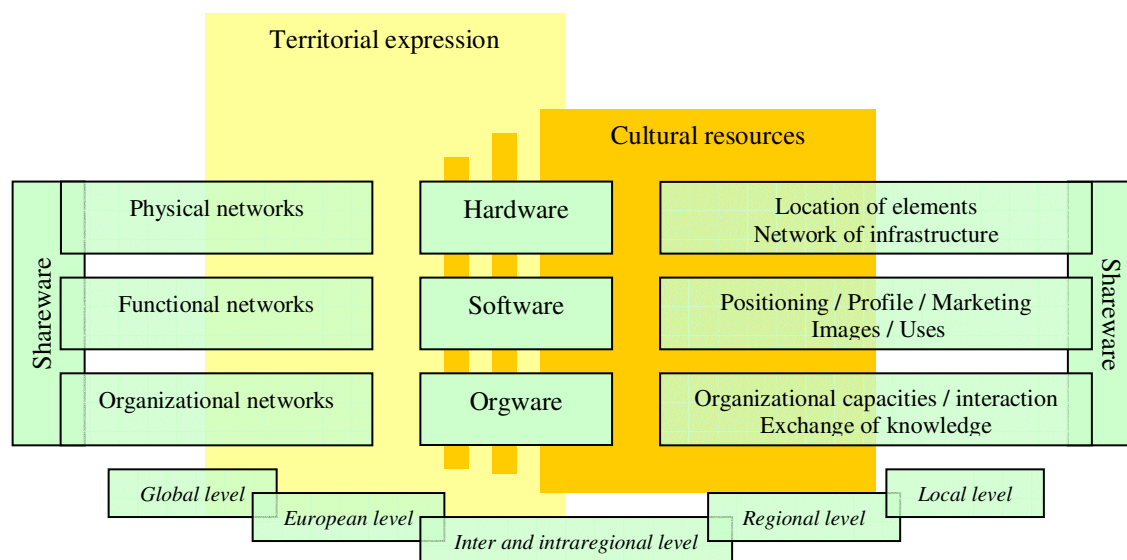 Territorial expression
Cultural resources
Shareware
Physical networks
Hardware
Location of elements
Network of infrastructure
Functional networks
Software
Positioning / Profile / Marketing
Images / Uses
Organizational networks
Orgware
Organizational capacities / interaction
Exchange of knowledge
Shareware
Global level
European level
Inter and intraregional level
Regional level
Local level